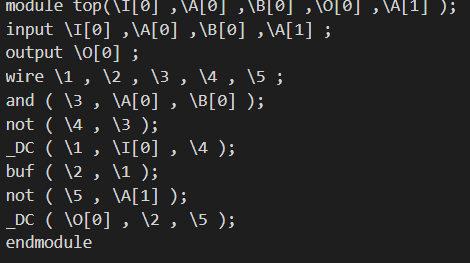 module top(\I[0] ,\A[0] ,\B[0] ,\O[0] ,\A[1] );
input \I[0] ,\A[0] ,\B[0] ,\A[1] ;
output \O[0] ;
wire \1 , \2 , \3 , \4 , \5 ;
and ( \3 , \A[0] , \B[0] );
not ( \4 , \3 );
_DC ( \1 , \I[0] , \4 );
buf ( \2 , \1 );
not ( \5 , \A[1] );
_DC ( \O[0] , \2 , \5 );
endmodule